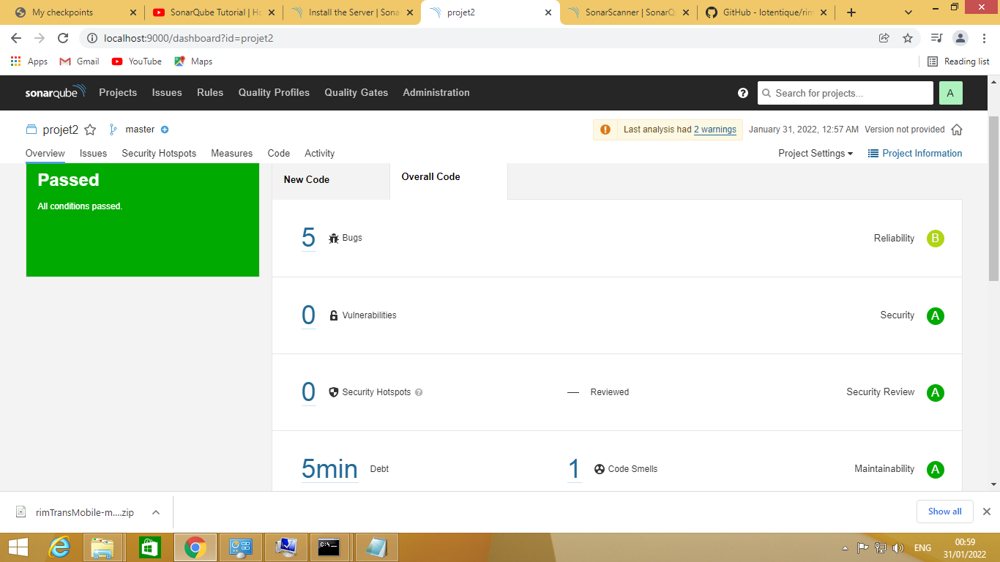 My checkpoints
SonarQube Tutorial | Ho
Install the Server | Sona
projet2
SonarScanner | SonarQ
GitHub - lotentique/rim
localhost:9000/dashboard?id=projet2
Apps
Gmail
YouTube
Maps
Reading list
sonarqube
Projects
Issues
Rules
Quality Profiles
Quality Gates
Administration
Search for projects...
A
projet2
master
Last analysis had 2 warnings
January 31, 2022, 12:57 AM
Version not provided
Overview
Issues
Security Hotspots
Measures
Code
Activity
Project Settings
Project Information
Passed
All conditions passed.
New Code
Overall Code
5 Bugs
Reliability B
0 Vulnerabilities
Security A
0 Security Hotspots
— Reviewed
Security Review A
5min Debt
1 Code Smells
Maintainability A
rimTransMobile-m....zip
Show all
ENG
00:59
31/01/2022